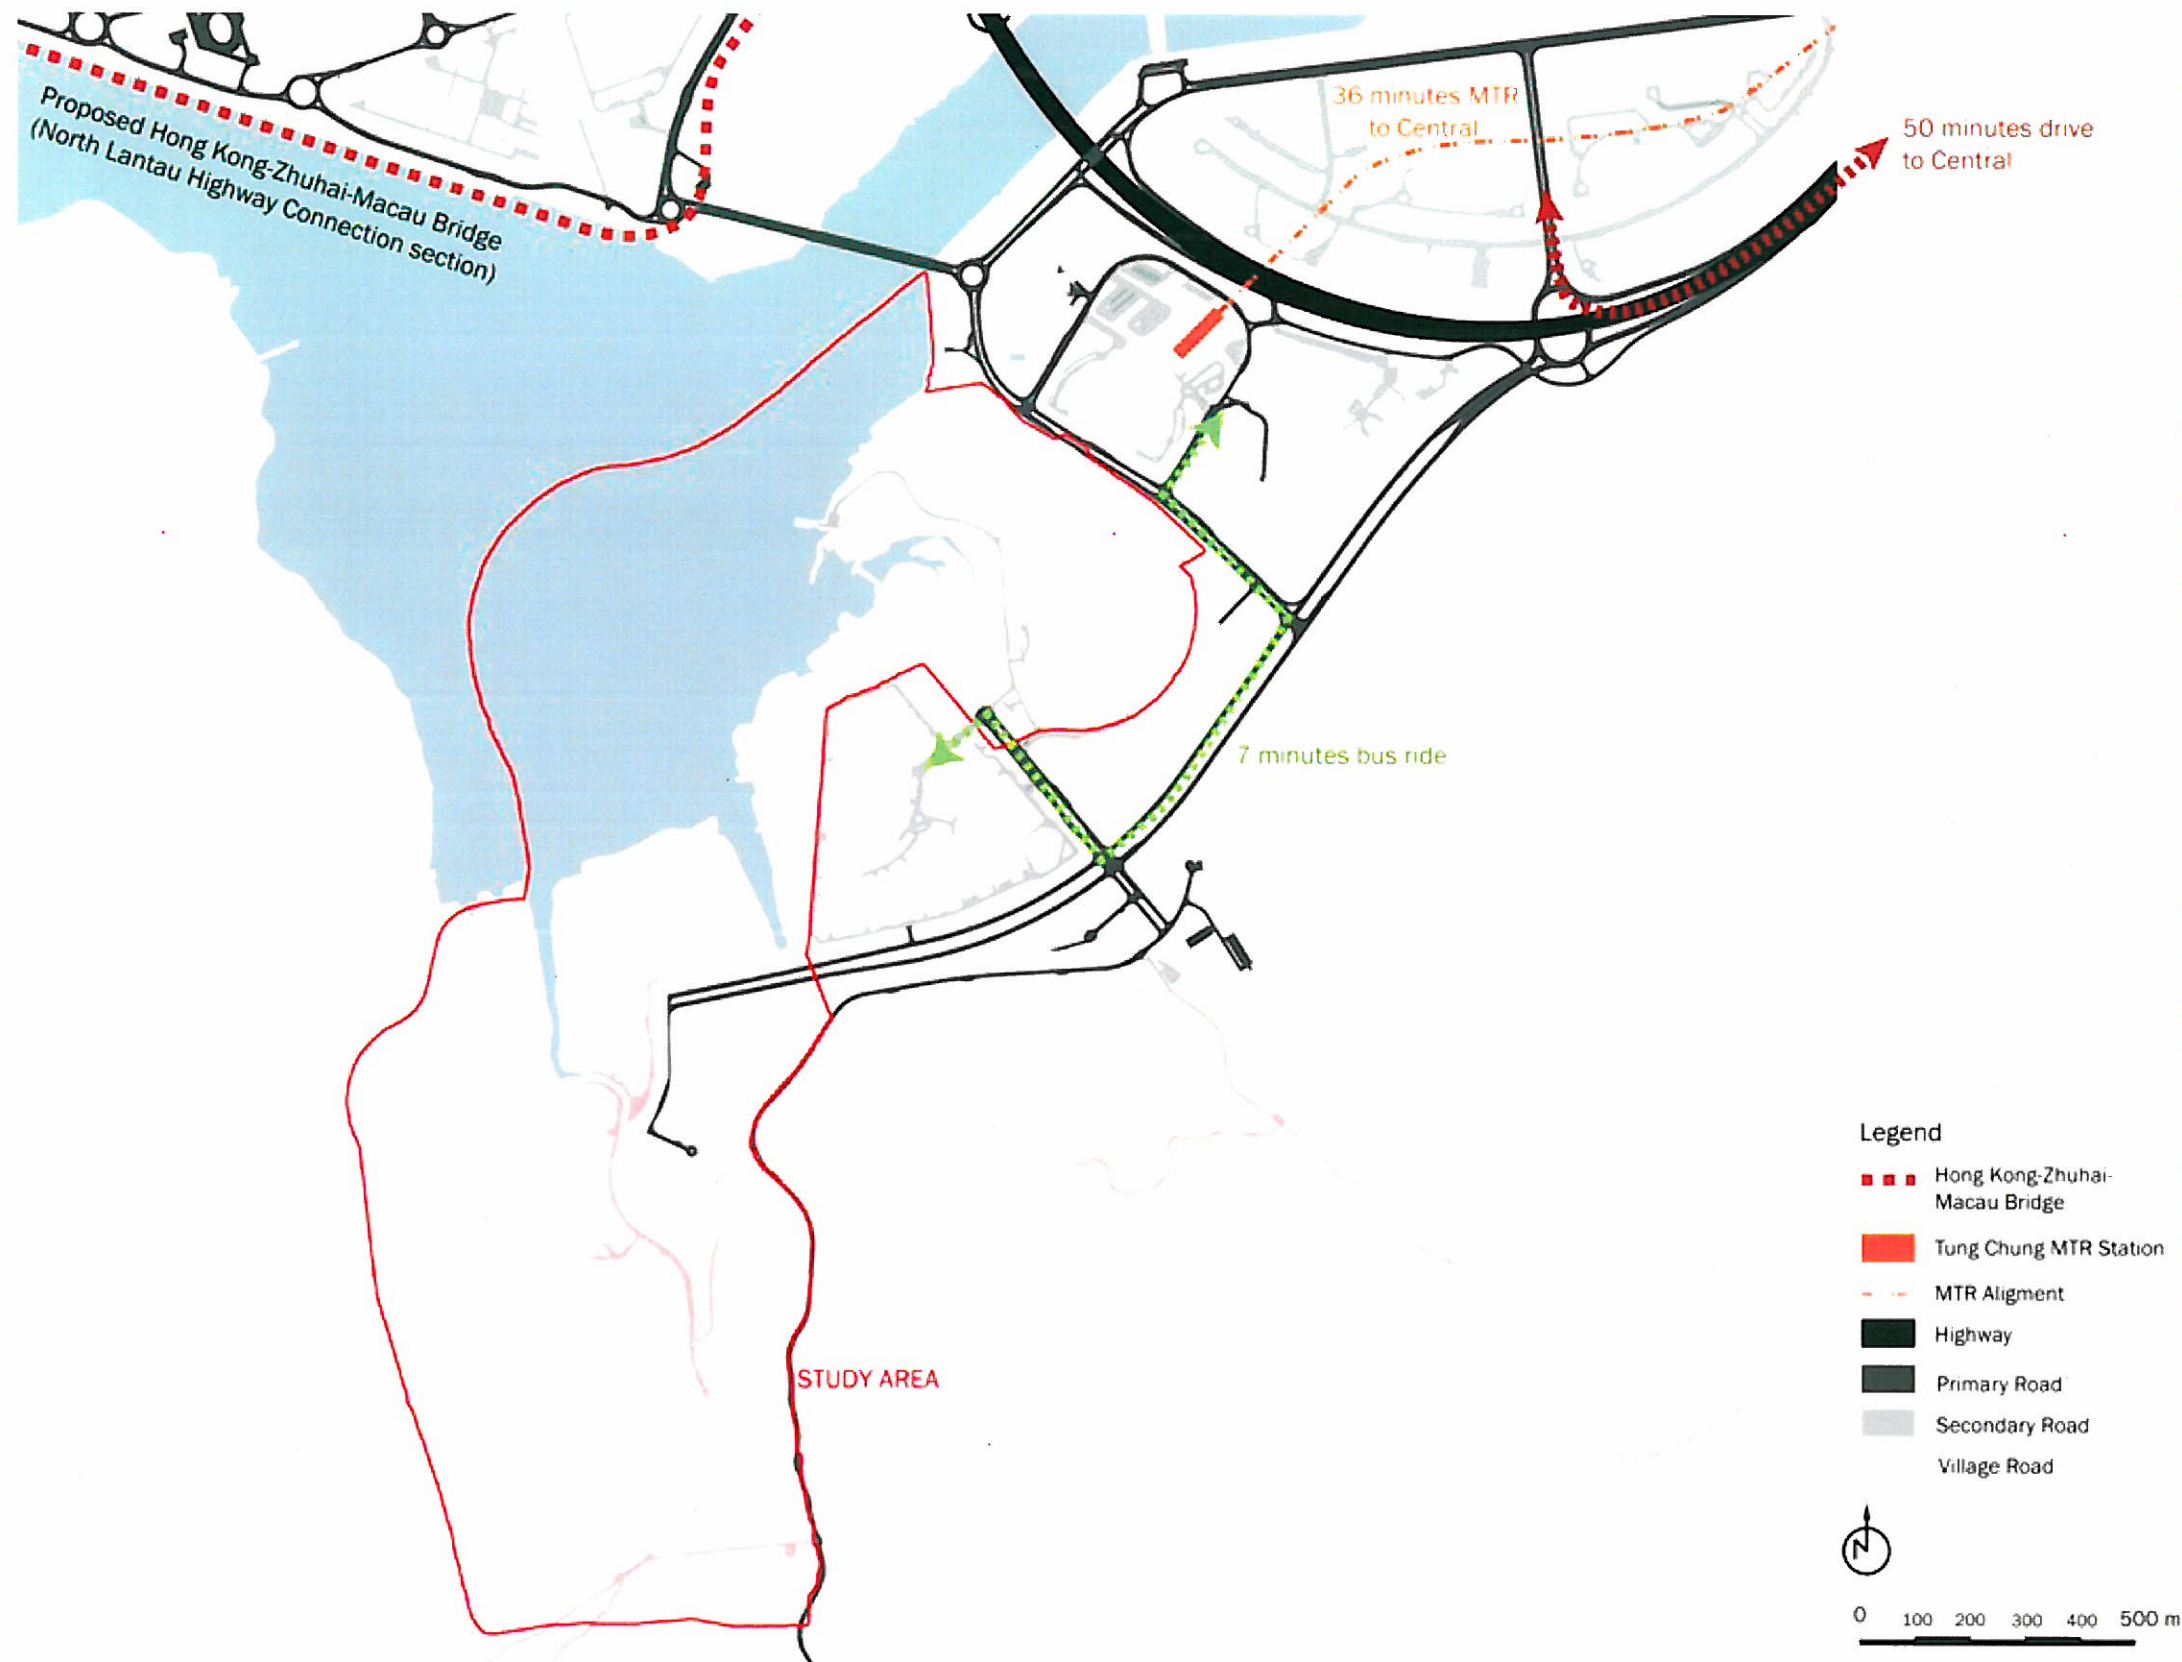 Proposed Hong Kong-Zhuhai-Macau Bridge
(North Lantau Highway Connection section)
36 minutes MTR
to Central
50 minutes drive
to Central
7 minutes bus ride
STUDY AREA
Legend
Hong Kong-Zhuhai-
Macau Bridge
Tung Chung MTR Station
MTR Aligment
Highway
Primary Road
Secondary Road
Village Road
N
0 100 200 300 400 500 m